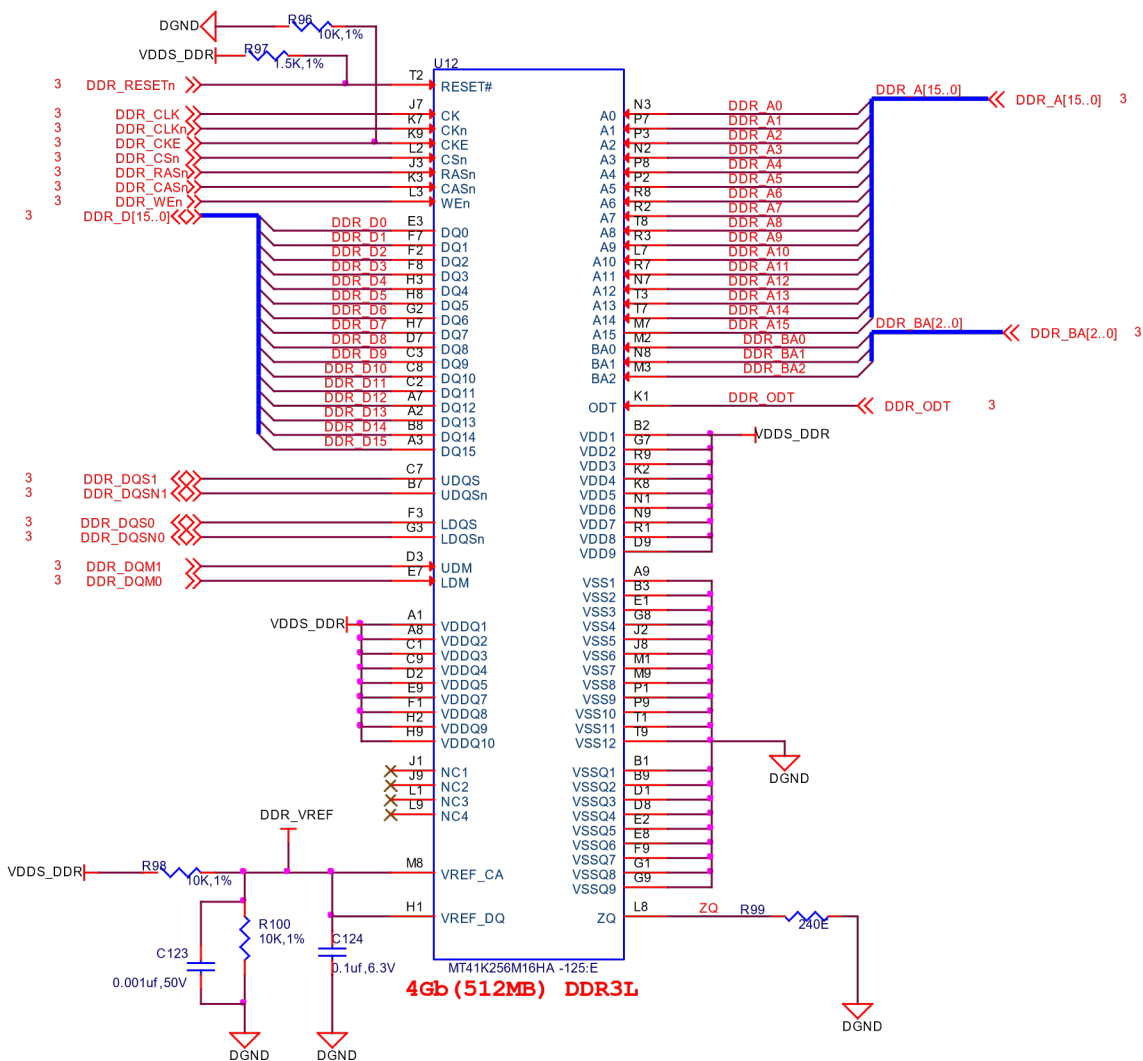 DGND
R96
10K,1%
VDDS_DDR
R97
1.5K,1%
U12
3 DDR_RESETn T2 RESET#
3 DDR_CLK J7 CK
3 DDR_CLKn K7 CKn
3 DDR_CKE K9 CKE
3 DDR_CSn L2 CSn
3 DDR_RASn J3 RASn
3 DDR_CASn K3 CASn
3 DDR_WEn L3 WEn
3 DDR_D[15..0]
DDR_D0 E3 DQ0
DDR_D1 F7 DQ1
DDR_D2 F2 DQ2
DDR_D3 F8 DQ3
DDR_D4 H3 DQ4
DDR_D5 H8 DQ5
DDR_D6 G2 DQ6
DDR_D7 H7 DQ7
DDR_D8 D7 DQ8
DDR_D9 C3 DQ9
DDR_D10 C8 DQ10
DDR_D11 C2 DQ11
DDR_D12 A7 DQ12
DDR_D13 A2 DQ13
DDR_D14 B8 DQ14
DDR_D15 A3 DQ15
3 DDR_DQS1 C7 UDQS
3 DDR_DQSN1 B7 UDQSn
3 DDR_DQS0 F3 LDQS
3 DDR_DQSN0 G3 LDQSn
3 DDR_DQM1 D3 UDM
3 DDR_DQM0 E7 LDM
VDDS_DDR
A1 VDDQ1
A8 VDDQ2
C1 VDDQ3
C9 VDDQ4
D2 VDDQ5
E9 VDDQ7
F1 VDDQ8
H2 VDDQ9
H9 VDDQ10
J1 NC1
J9 NC2
L1 NC3
L9 NC4
DDR_VREF
VDDS_DDR
R98
10K,1%
M8 VREF_CA
H1 VREF_DQ
R100
10K,1%
C123
0.001uf,50V
C124
0.1uf,6.3V
DGND
DGND
A0 N3 DDR_A0
A1 P7 DDR_A1
A2 P3 DDR_A2
A3 N2 DDR_A3
A4 P8 DDR_A4
A5 P2 DDR_A5
A6 R8 DDR_A6
A7 R2 DDR_A7
A8 T8 DDR_A8
A9 R3 DDR_A9
A10 L7 DDR_A10
A11 R7 DDR_A11
A12 N7 DDR_A12
A13 T3 DDR_A13
A14 T7 DDR_A14
A15 M7 DDR_A15
DDR_A[15..0] DDR_A[15..0] 3
BA0 M2 DDR_BA0
BA1 N8 DDR_BA1
BA2 M3 DDR_BA2
DDR_BA[2..0] DDR_BA[2..0] 3
ODT K1 DDR_ODT DDR_ODT 3
VDD1 B2 VDDS_DDR
VDD2 G7
VDD3 R9
VDD4 K2
VDD5 K8
VDD6 N1
VDD7 N9
VDD8 R1
VDD9 D9
VSS1 A9
VSS2 B3
VSS3 E1
VSS4 G8
VSS5 J2
VSS6 J8
VSS7 M1
VSS8 M9
VSS9 P1
VSS10 P9
VSS11 T1
VSS12 T9
DGND
VSSQ1 B1
VSSQ2 B9
VSSQ3 D1
VSSQ4 D8
VSSQ5 E2
VSSQ6 E8
VSSQ7 F9
VSSQ8 G1
VSSQ9 G9
ZQ L8 ZQ R99
240E
DGND
MT41K256M16HA -125:E
4Gb(512MB) DDR3L